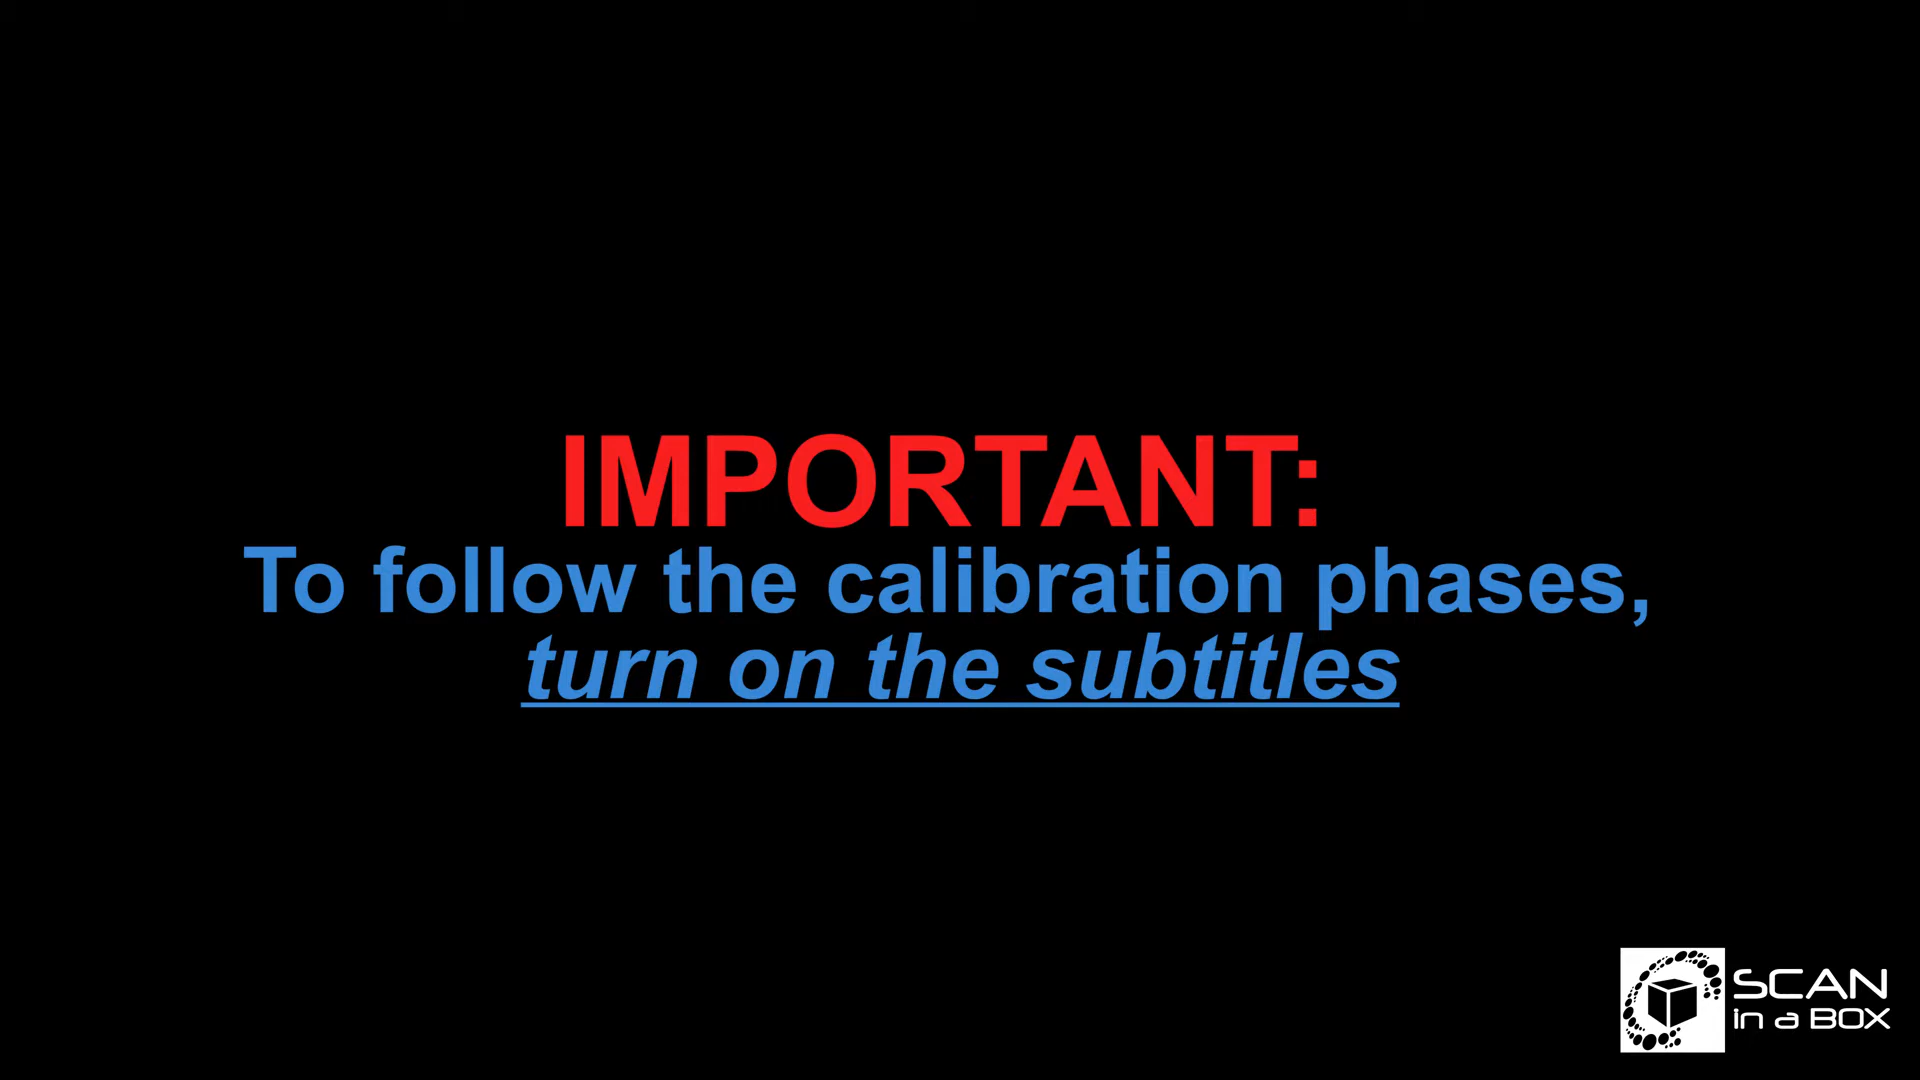 IMPORTANT:
To follow the calibration phases,
turn on the subtitles
SCAN
in a BOX